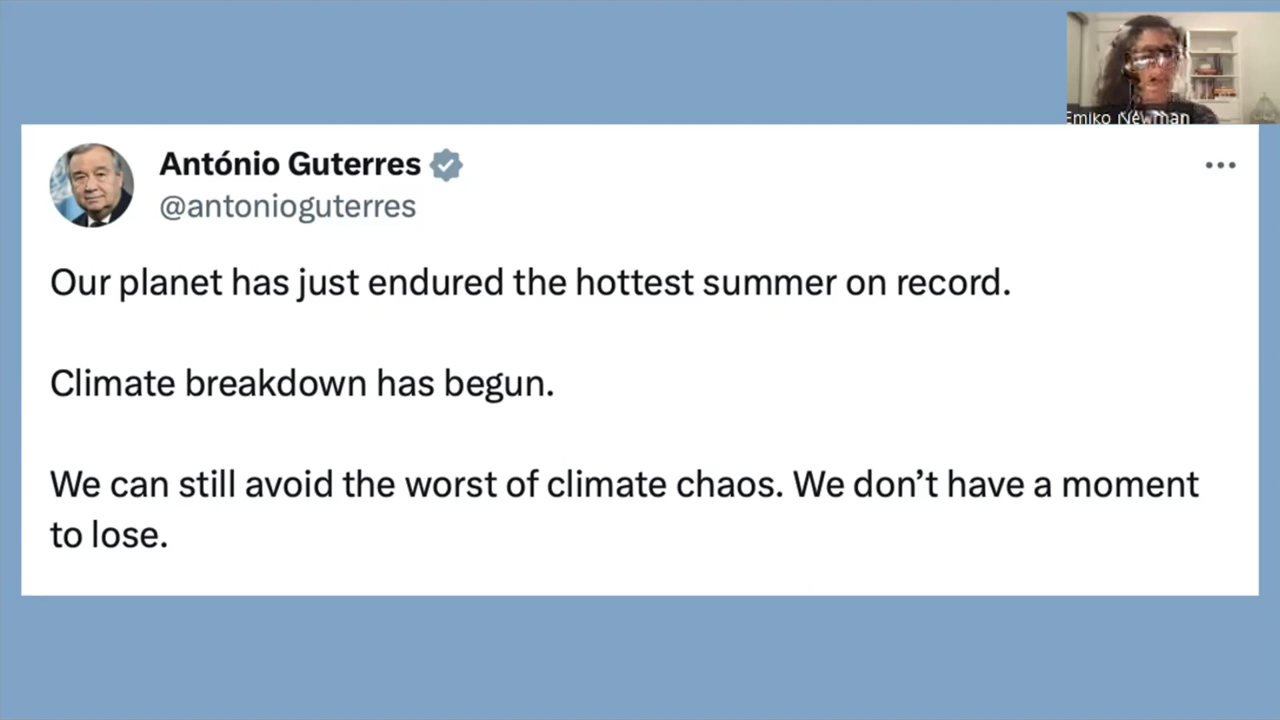 Emiko Newman
António Guterres
@antonioguterres
Our planet has just endured the hottest summer on record.
Climate breakdown has begun.
We can still avoid the worst of climate chaos. We don’t have a moment
to lose.